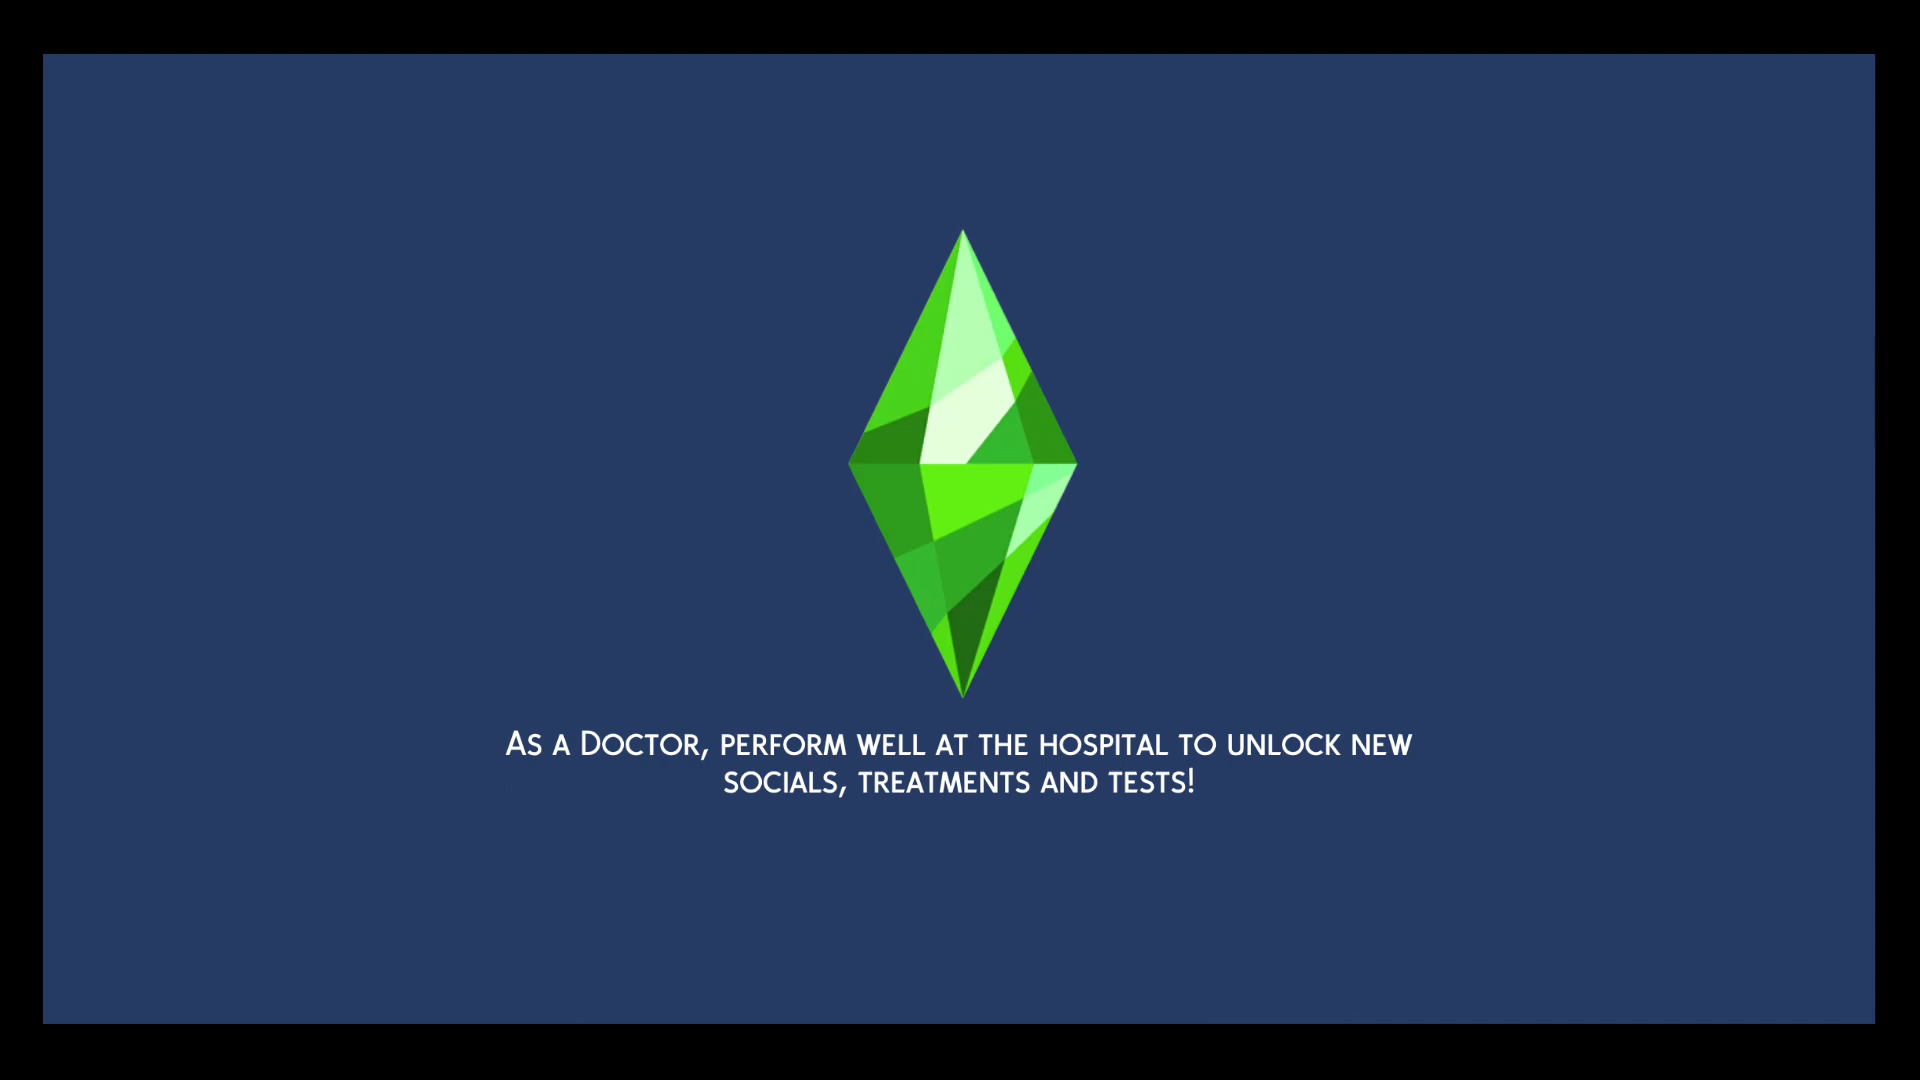 As a Doctor, perform well at the hospital to unlock new
socials, treatments and tests!